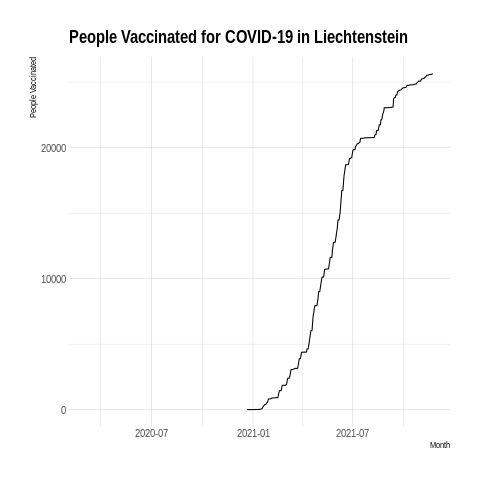 People Vaccinated for COVID-19 in Liechtenstein
People Vaccinated
20000
10000
0
2020-07
2021-01
2021-07
Month